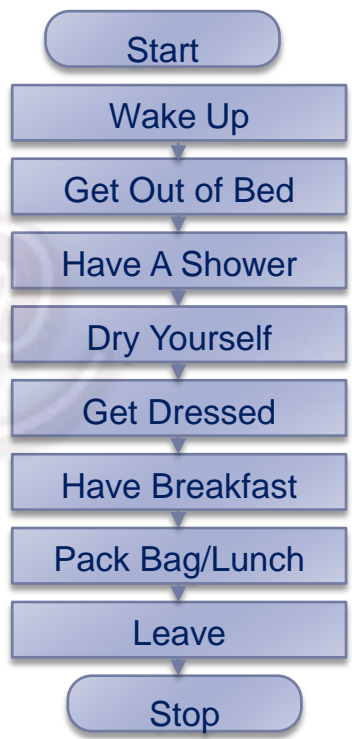 Start
Wake Up
Get Out of Bed
Have A Shower
Dry Yourself
Get Dressed
Have Breakfast
Pack Bag/Lunch
Leave
Stop